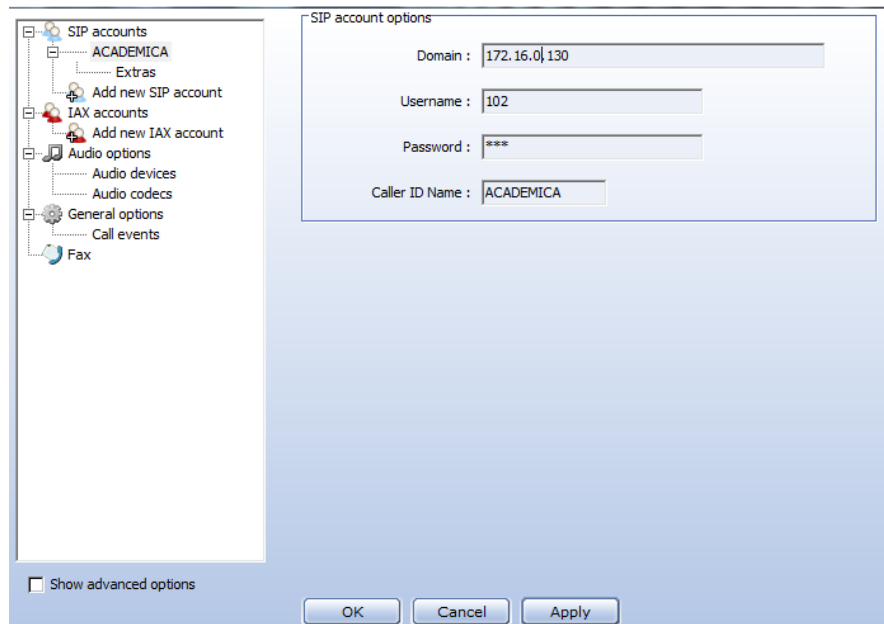 SIP accounts
ACADEMICA
Extras
Add new SIP account
IAX accounts
Add new IAX account
Audio options
Audio devices
Audio codecs
General options
Call events
Fax
Show advanced options
SIP account options
Domain : 172.16.0.130
Username : 102
Password : ***
Caller ID Name : ACADEMICA
OK Cancel Apply